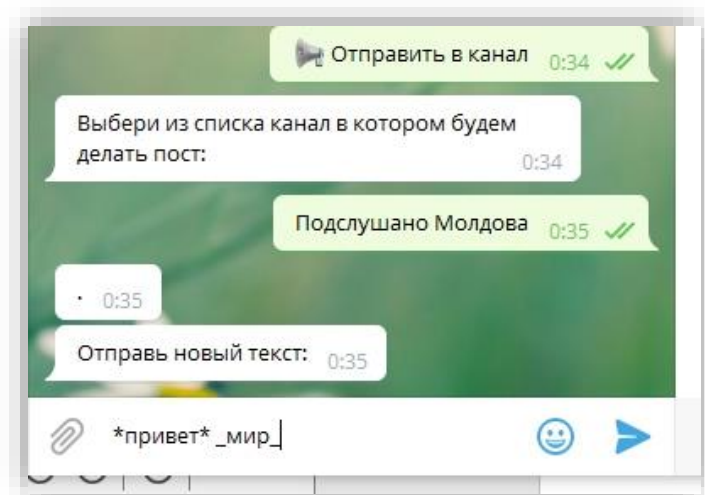 Отправить в канал 0:34
Выбери из списка канал в котором будем
делать пост: 0:34
Подслушано Молдова 0:35
. 0:35
Отправь новый текст: 0:35
*привет* _мир_